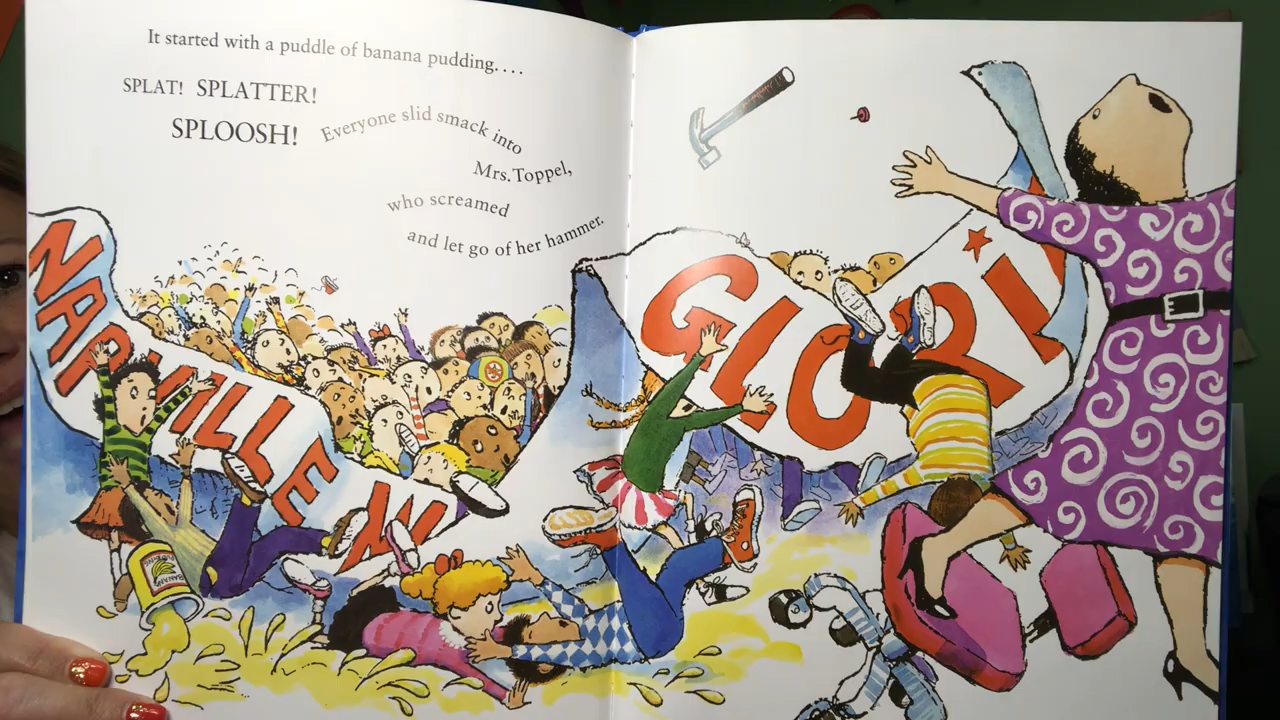 It started with a puddle of banana pudding....
SPLAT! SPLATTER!
SPLOOSH! Everyone slid smack into
Mrs. Toppel,
who screamed
and let go of her hammer.
NAPVILLE
GLORI
BANANA